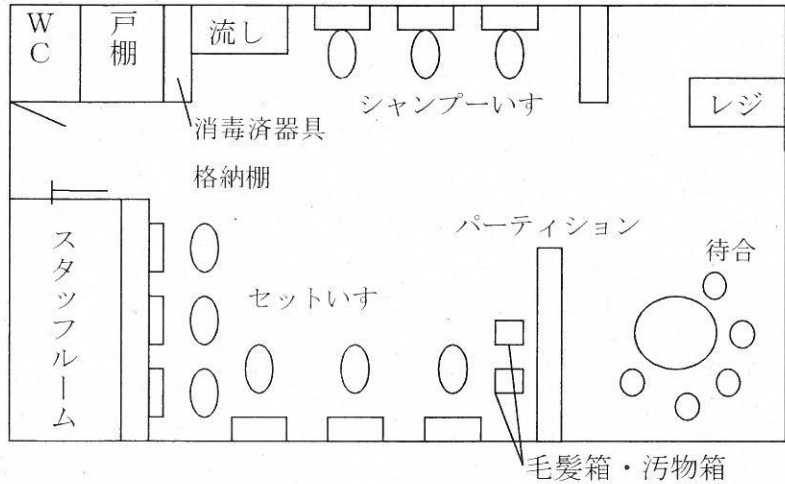 WC
戸棚
流し
シャンプーいす
レジ
消毒済器具
格納棚
スタッフルーム
セットいす
パーティション
待合
毛髪箱・汚物箱